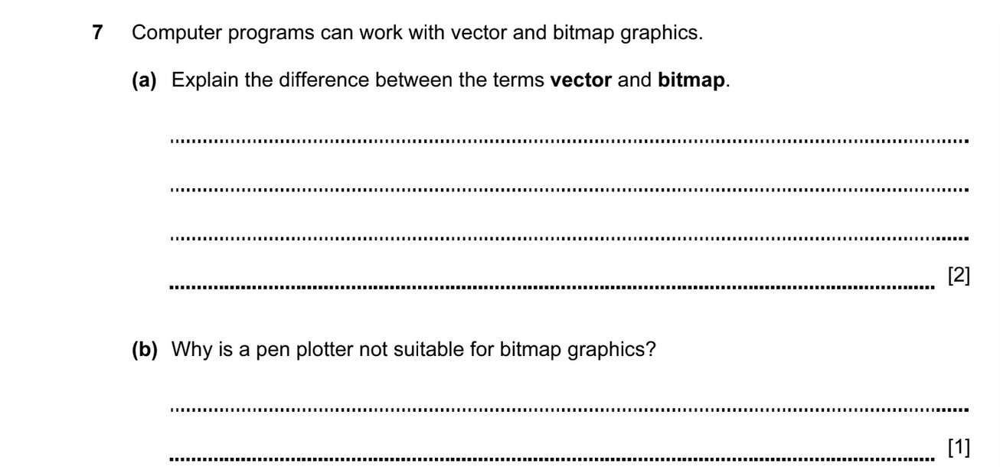 7 Computer programs can work with vector and bitmap graphics.
(a) Explain the difference between the terms vector and bitmap.
[2]
(b) Why is a pen plotter not suitable for bitmap graphics?
[1]